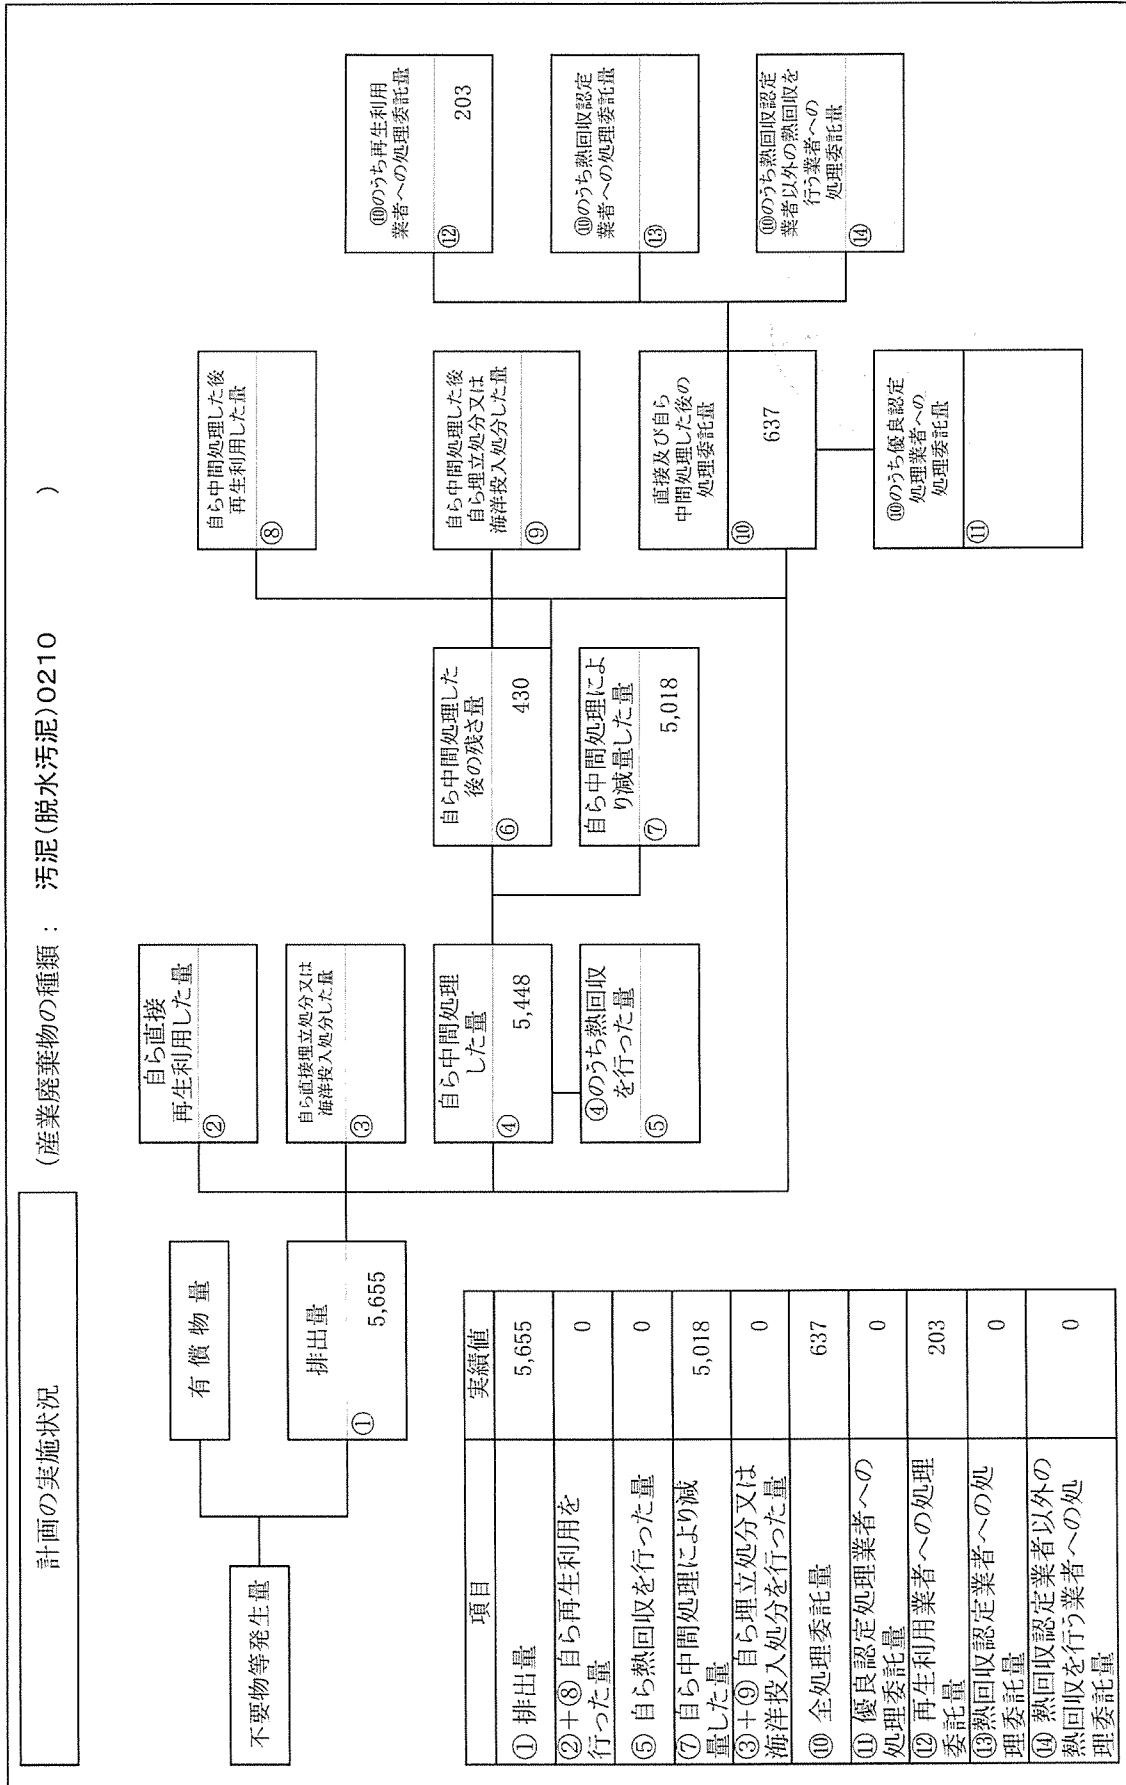 計画の実施状況
(産業廃棄物の種類： 汚泥(脱水汚泥)0210 )
不要物等発生量
有 償 物 量
排出量
① 5,655
自ら直接
再生利用した量
②
自ら直接埋立処分又は
海洋投入処分した量
③
自ら中間処理
した量
④ 5,448
④のうち熱回収
を行った量
⑤
自ら中間処理した
後の残さ量
⑥ 430
自ら中間処理によ
り減量した量
⑦ 5,018
自ら中間処理した後
再生利用した量
⑧
自ら中間処理した後
自ら埋立処分又は
海洋投入処分した量
⑨
直接及び自ら
中間処理した後の
処理委託量
⑩ 637
⑩のうち優良認定
処理業者への
処理委託量
⑪
⑩のうち再生利用
業者への処理委託量
⑫ 203
⑩のうち熱回収認定
業者への処理委託量
⑬
⑩のうち熱回収認定
業者以外の熱回収を
行う業者への
処理委託量
⑭
項目 実績値
① 排出量 5,655
②+⑧ 自ら再生利用を
行った量 0
⑤ 自ら熱回収を行った量 0
⑦ 自ら中間処理により減
量した量 5,018
③+⑨ 自ら埋立処分又は
海洋投入処分を行った量 0
⑩ 全処理委託量 637
⑪ 優良認定処理業者への
処理委託量 0
⑫ 再生利用業者への処理
委託量 203
⑬熱回収認定業者への処
理委託量 0
⑭ 熱回収認定業者以外の
熱回収を行う業者への処
理委託量 0